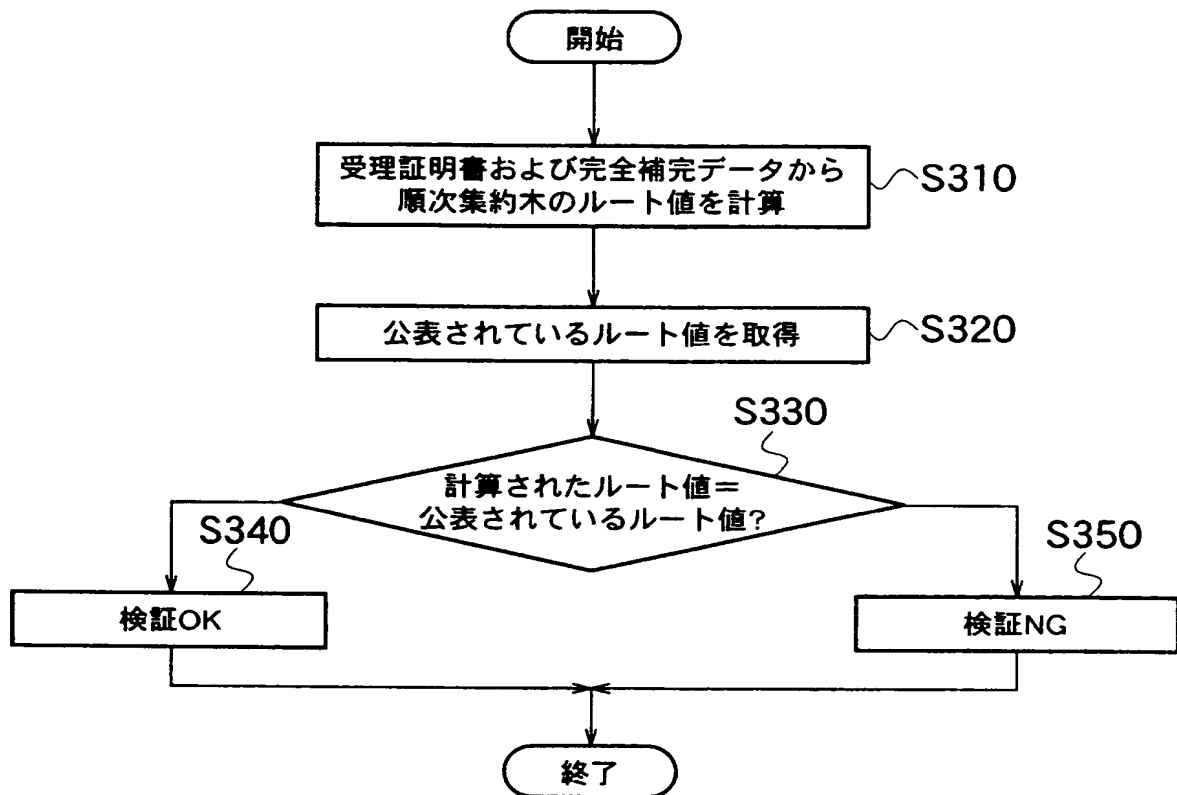 開始
受理証明書および完全補完データから
順次集約木のルート値を計算
S310
公表されているルート値を取得
S320
S330
計算されたルート値=
公表されているルート値?
S340
検証OK
S350
検証NG
終了